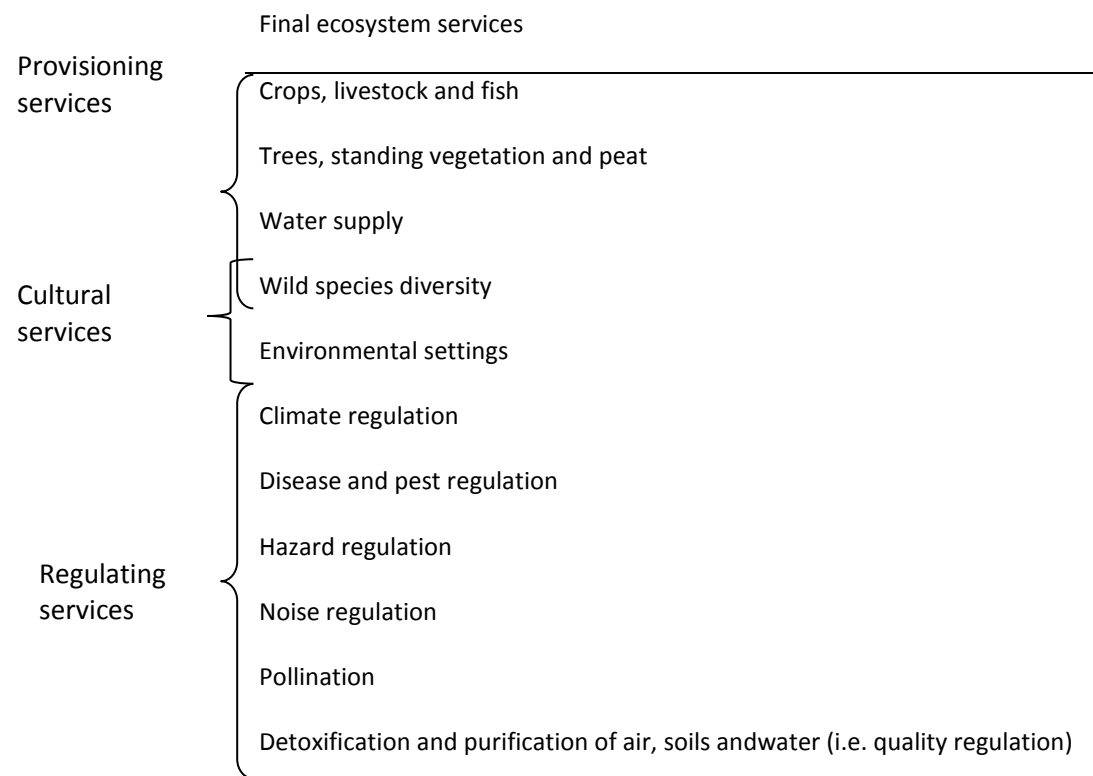 Final ecosystem services
Provisioning
services
Crops, livestock and fish
Trees, standing vegetation and peat
Water supply
Cultural
services
Wild species diversity
Environmental settings
Climate regulation
Disease and pest regulation
Hazard regulation
Regulating
services
Noise regulation
Pollination
Detoxification and purification of air, soils andwater (i.e. quality regulation)